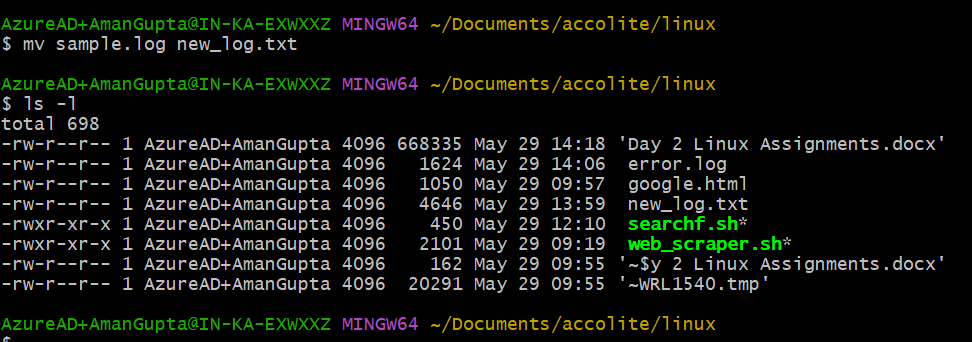 AzureAD+AmanGupta@IN-KA-EXWXXZ MINGW64 ~/Documents/accolite/linux
$ mv sample.log new_log.txt
AzureAD+AmanGupta@IN-KA-EXWXXZ MINGW64 ~/Documents/accolite/linux
$ ls -l
total 698
-rw-r--r-- 1 AzureAD+AmanGupta 4096 668335 May 29 14:18 'Day 2 Linux Assignments.docx'
-rw-r--r-- 1 AzureAD+AmanGupta 4096   1624 May 29 14:06  error.log
-rw-r--r-- 1 AzureAD+AmanGupta 4096   1050 May 29 09:57  google.html
-rw-r--r-- 1 AzureAD+AmanGupta 4096   4646 May 29 13:59  new_log.txt
-rwxr-xr-x 1 AzureAD+AmanGupta 4096    450 May 29 12:10  searchf.sh*
-rwxr-xr-x 1 AzureAD+AmanGupta 4096   2101 May 29 09:19  web_scraper.sh*
-rw-r--r-- 1 AzureAD+AmanGupta 4096    162 May 29 09:55 '~$y 2 Linux Assignments.docx'
-rw-r--r-- 1 AzureAD+AmanGupta 4096  20291 May 29 09:55 '~WRL1540.tmp'
AzureAD+AmanGupta@IN-KA-EXWXXZ MINGW64 ~/Documents/accolite/linux
$